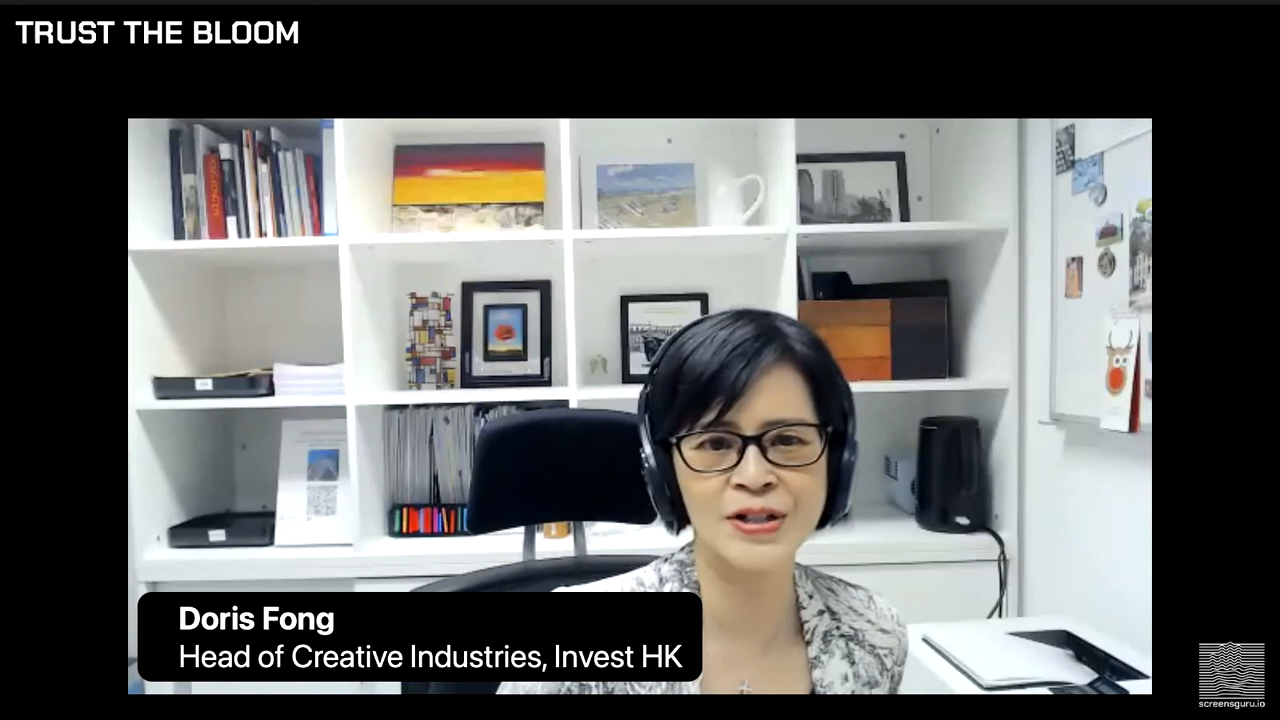 TRUST THE BLOOM
Doris Fong
Head of Creative Industries, Invest HK
screensguru.io